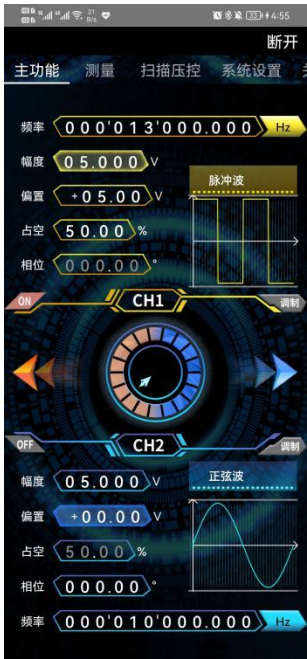 21
B/s
33
4:55
断开
主功能 测量 扫描压控 系统设置
频率 000'013'000.000 Hz
幅度 05.000 V
脉冲波
偏置 +05.00 V
占空 50.00 %
相位 000.00 °
ON CH1 调制
OFF CH2 调制
幅度 05.000 V
正弦波
偏置 +00.00 V
占空 50.00 %
相位 000.00 °
频率 000'010'000.000 Hz